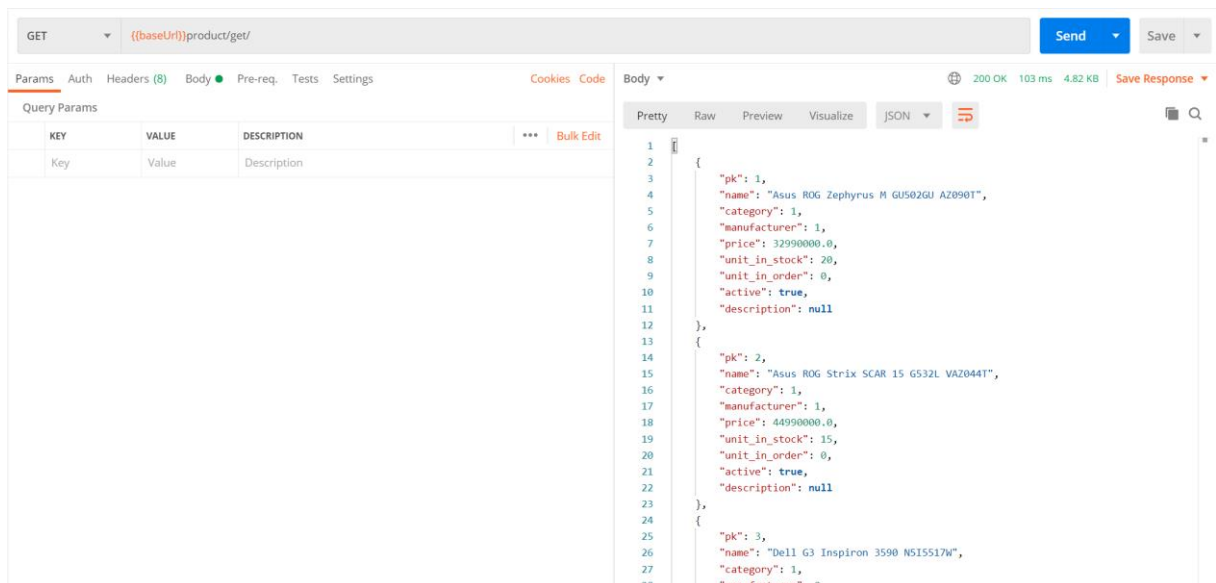 GET {{baseUrl}}product/get/ Send Save
Params Auth Headers (8) Body Pre-req. Tests Settings Cookies Code
Query Params
KEY VALUE DESCRIPTION ••• Bulk Edit
Key Value Description
Body 200 OK 103 ms 4.82 KB Save Response
Pretty Raw Preview Visualize JSON
1 [
2 {
3 "pk": 1,
4 "name": "Asus ROG Zephyrus M GU502GU AZ090T",
5 "category": 1,
6 "manufacturer": 1,
7 "price": 32990000.0,
8 "unit_in_stock": 20,
9 "unit_in_order": 0,
10 "active": true,
11 "description": null
12 },
13 {
14 "pk": 2,
15 "name": "Asus ROG Strix SCAR 15 G532L VAZ044T",
16 "category": 1,
17 "manufacturer": 1,
18 "price": 44990000.0,
19 "unit_in_stock": 15,
20 "unit_in_order": 0,
21 "active": true,
22 "description": null
23 },
24 {
25 "pk": 3,
26 "name": "Dell G3 Inspiron 3590 N5I5517W",
27 "category": 1,